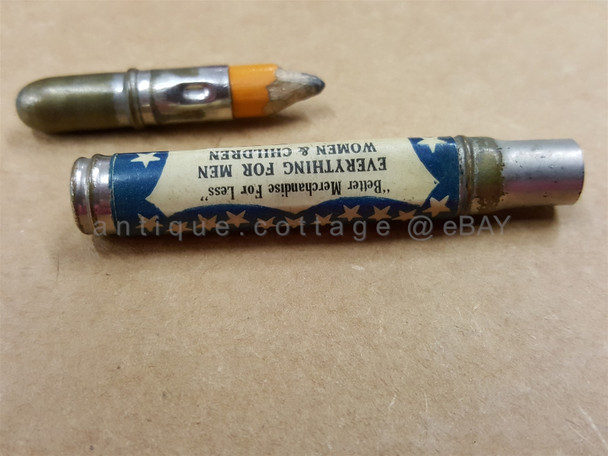 "Better Merchandise For Less"
EVERYTHING FOR MEN
WOMEN & CHILDREN
antique.cottage @ eBAY